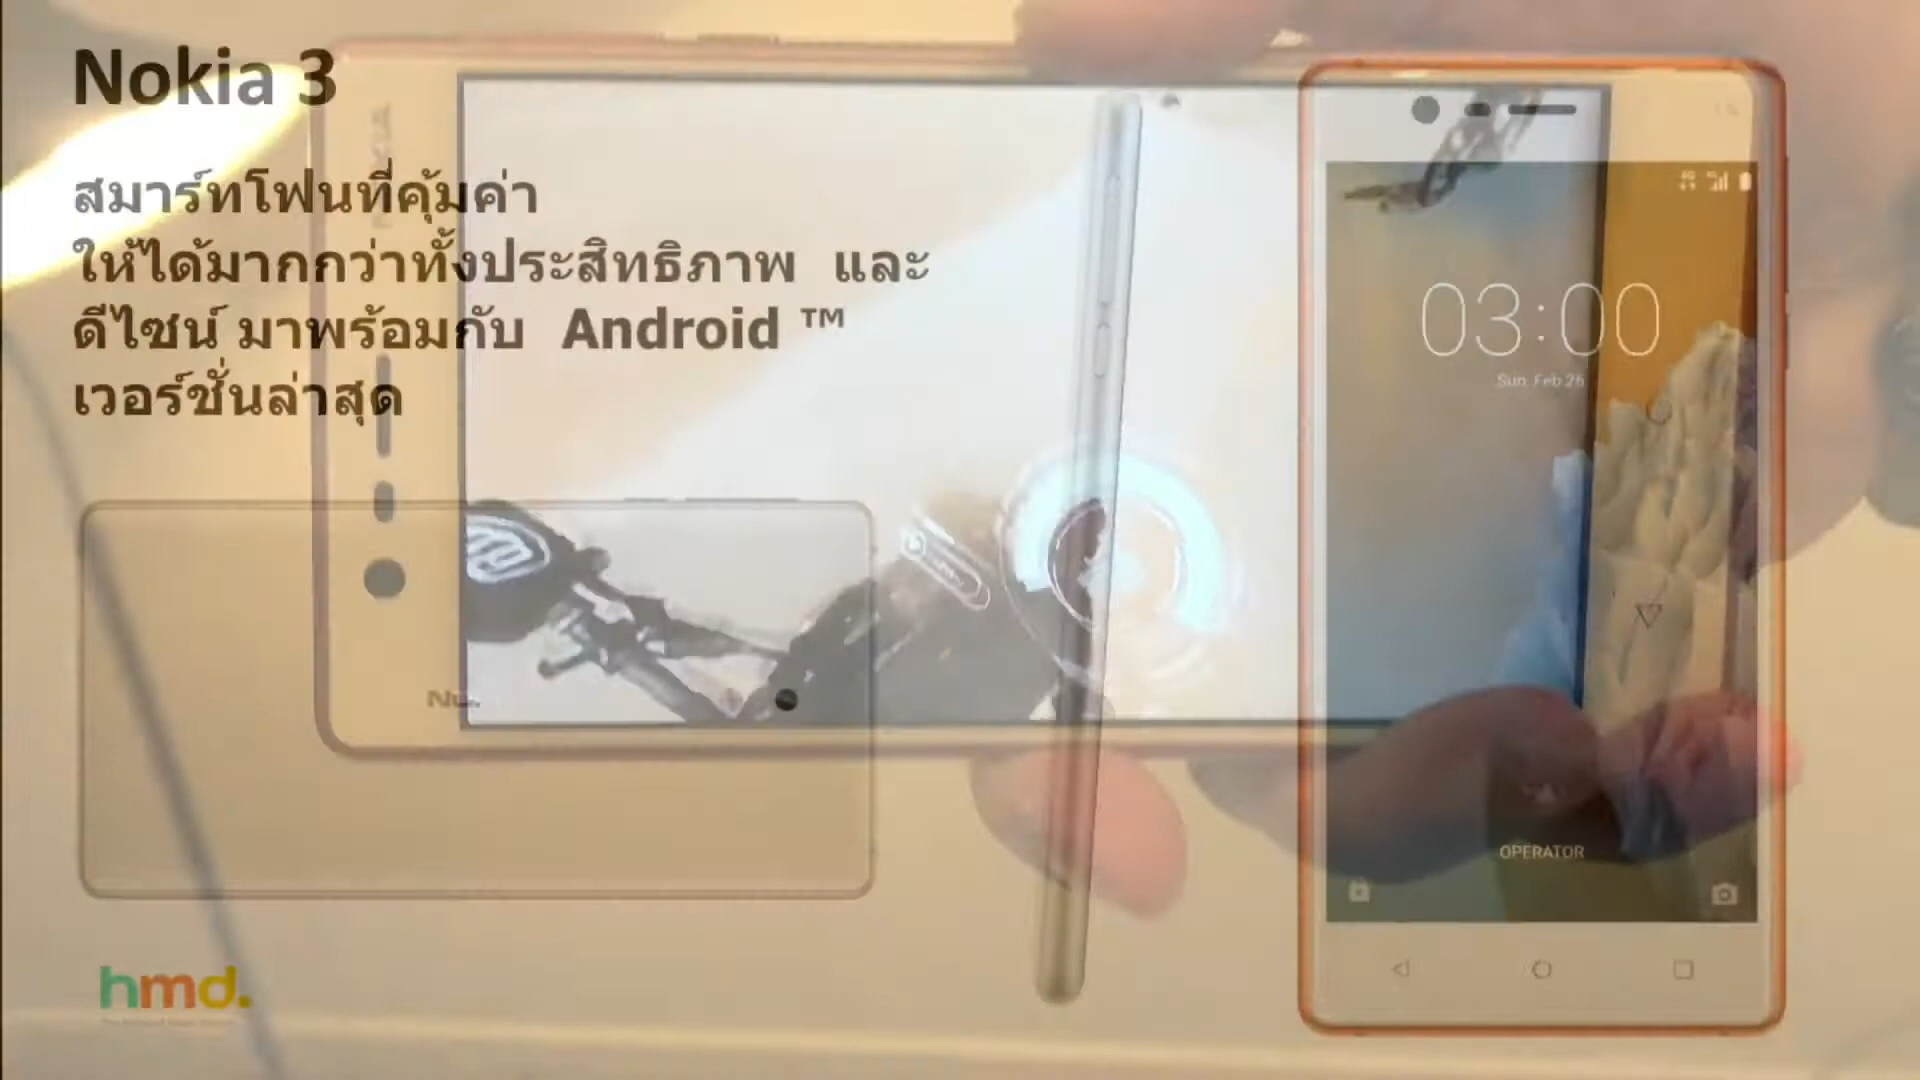 Nokia 3
สมาร์ทโฟนที่คุ้มค่า
ให้ได้มากกว่าทั้งประสิทธิภาพ และ
ดีไซน์ มาพร้อมกับ Android ™
เวอร์ชั่นล่าสุด
03:00
Sun, Feb 26
OPERATOR
hmd.